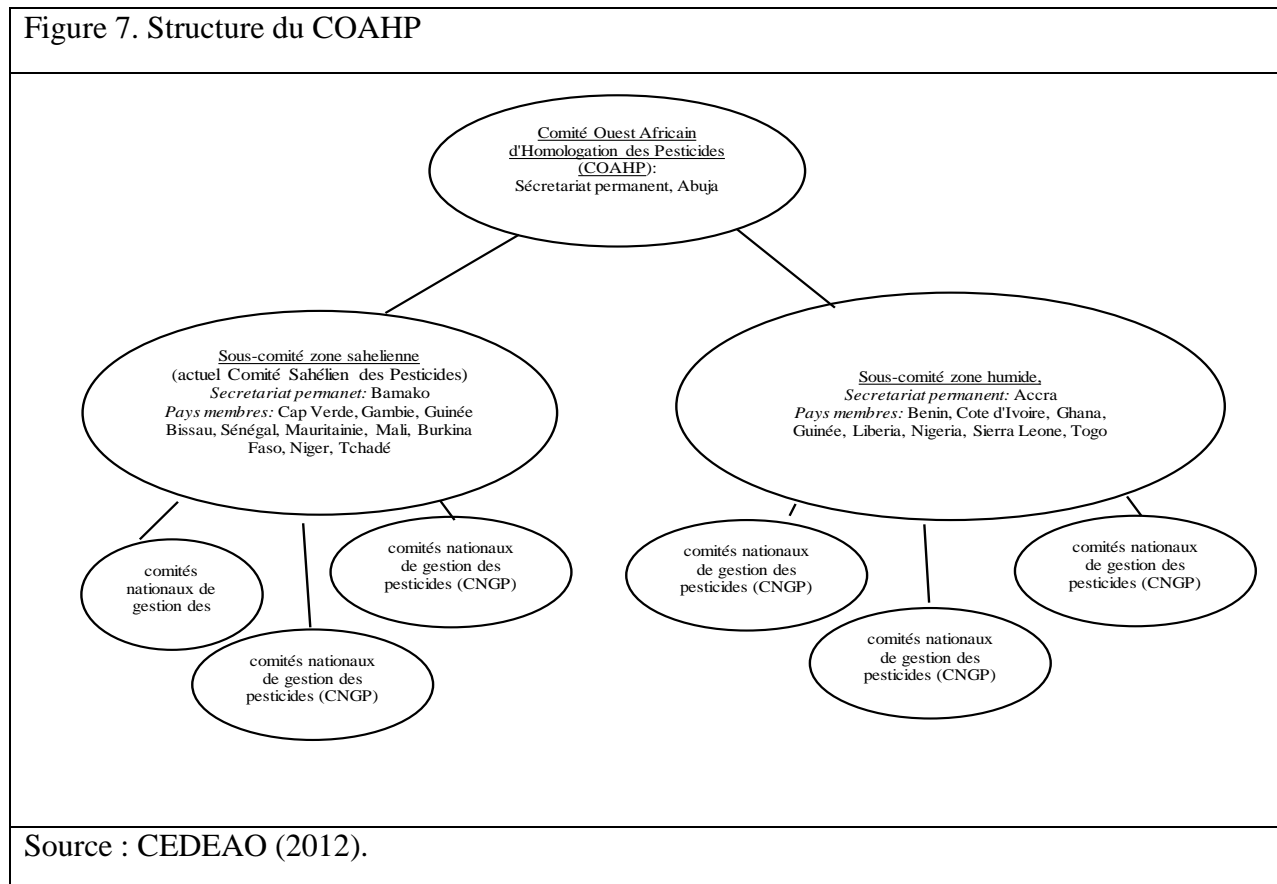 Figure 7. Structure du COAHP
Comité Ouest Africain
d'Homologation des Pesticides
(COAHP):
Sécretariat permanent, Abuja
Sous-comité zone sahelienne
(actuel Comité Sahélien des Pesticides)
Secretariat permanet: Bamako
Pays membres: Cap Verde, Gambie, Guinée
Bissau, Sénégal, Mauritainie, Mali, Burkina
Faso, Niger, Tchadé
Sous-comité zone humide,
Secretariat permanent: Accra
Pays membres: Benin, Cote d'Ivoire, Ghana,
Guinée, Liberia, Nigeria, Sierra Leone, Togo
comités
nationaux de
gestion des
comités nationaux
de gestion des
pesticides (CNGP)
comités nationaux
de gestion des
pesticides (CNGP)
comités nationaux
de gestion des
pesticides (CNGP)
comités nationaux
de gestion des
pesticides (CNGP)
comités nationaux
de gestion des
pesticides (CNGP)
Source : CEDEAO (2012).